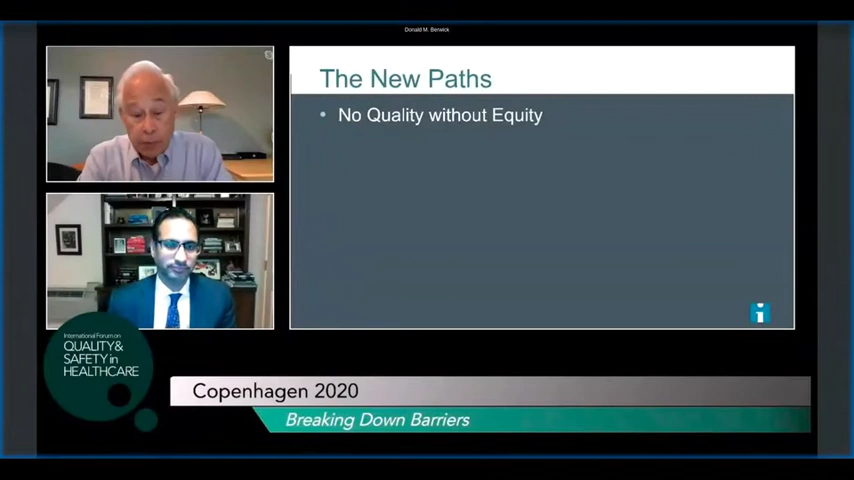 Donald M. Berwick
The New Paths
• No Quality without Equity
i
International Forum on
QUALITY &
SAFETY in
HEALTHCARE
Copenhagen 2020
Breaking Down Barriers